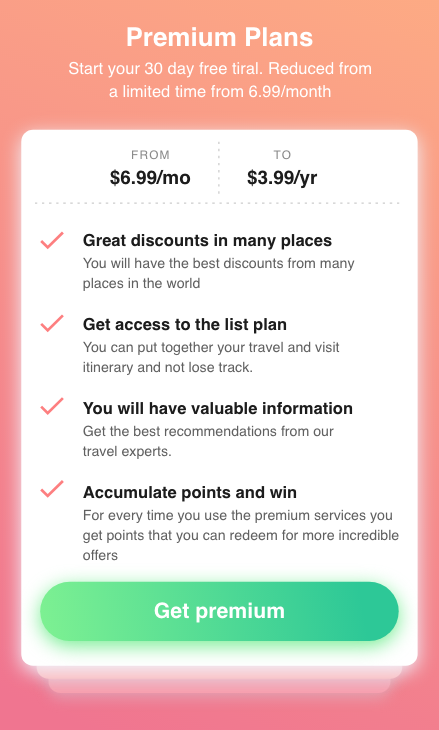 Premium Plans
Start your 30 day free tiral. Reduced from
a limited time from 6.99/month
FROM
TO
$6.99/mo
$3.99/yr
Great discounts in many places
You will have the best discounts from many
places in the world
Get access to the list plan
You can put together your travel and visit
itinerary and not lose track.
You will have valuable information
Get the best recommendations from our
travel experts.
Accumulate points and win
For every time you use the premium services you
get points that you can redeem for more incredible
offers
Get premium